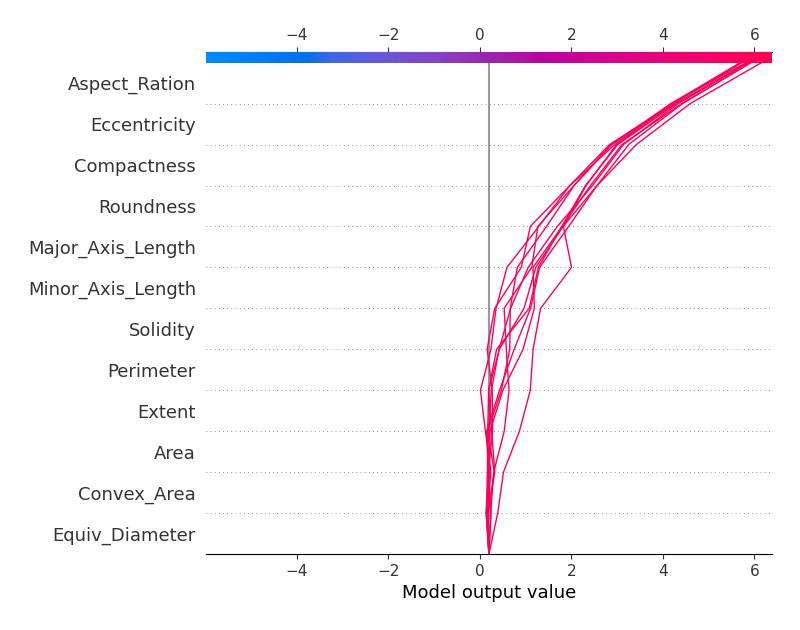 −4 −2 0 2 4 6
Aspect_Ration
Eccentricity
Compactness
Roundness
Major_Axis_Length
Minor_Axis_Length
Solidity
Perimeter
Extent
Area
Convex_Area
Equiv_Diameter
−4 −2 0 2 4 6
Model output value